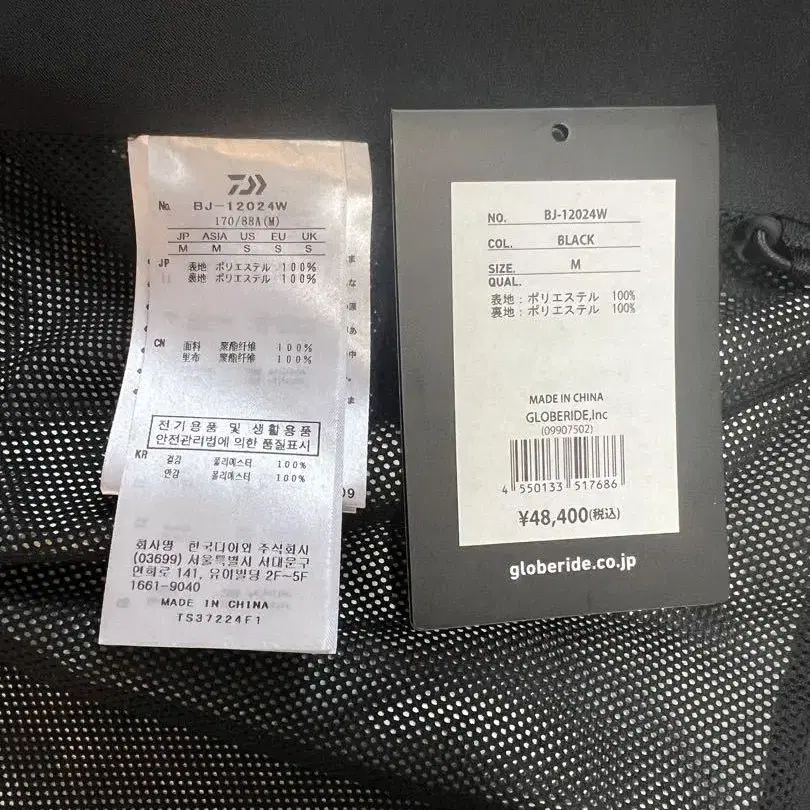 No. BJ-12024W
170/88A(M)
JP ASIA US EU UK
M M S S S
JP 表地 ポリエステル 100%
裏地 ポリエステル 100%
CN 面料 聚酯纤维 100%
里布 聚酯纤维 100%
전기용품 및 생활용품
안전관리법에 의한 품질표시
KR 겉감 폴리에스터 100%
안감 폴리에스터 100%
회사명 한국다이와 주식회사
(03699) 서울특별시 서대문구
연희로 141, 유아빌딩 2F~5F
1661-9040
MADE IN CHINA
TS37224F1
09
NO. BJ-12024W
COL. BLACK
SIZE. M
QUAL.
表地:ポリエステル 100%
裏地:ポリエステル 100%
MADE IN CHINA
GLOBERIDE,Inc
(09907502)
4 550133 517686
¥48,400(税込)
globeride.co.jp